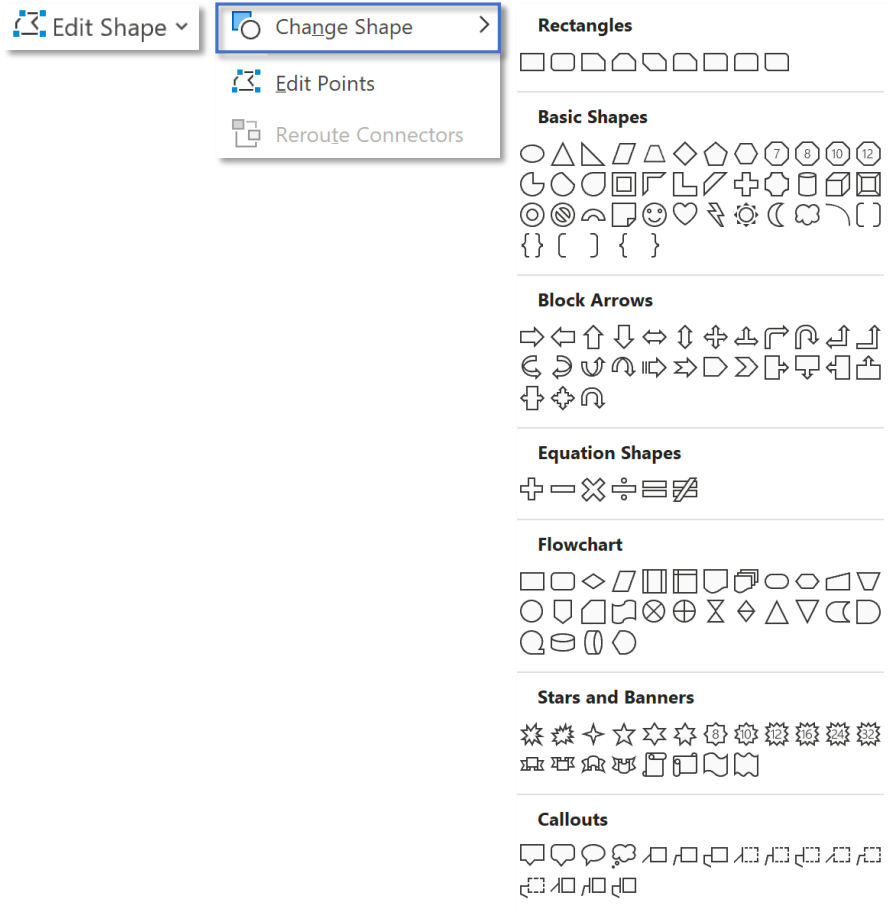 Edit Shape
Change Shape
Edit Points
Reroute Connectors
Rectangles
Basic Shapes
7 8 10 12
Block Arrows
Equation Shapes
Flowchart
Stars and Banners
8 10 12 16 24 32
Callouts